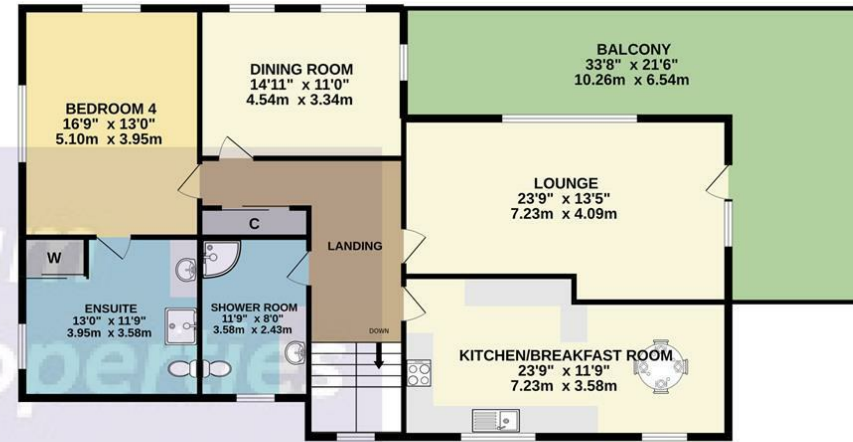 BALCONY
33'8" x 21'6"
10.26m x 6.54m
DINING ROOM
14'11" x 11'0"
4.54m x 3.34m
BEDROOM 4
16'9" x 13'0"
5.10m x 3.95m
LOUNGE
23'9" x 13'5"
7.23m x 4.09m
C
LANDING
W
ENSUITE
13'0" x 11'9"
3.95m x 3.58m
SHOWER ROOM
11'9" x 8'0"
3.58m x 2.43m
DOWN
KITCHEN/BREAKFAST ROOM
23'9" x 11'9"
7.23m x 3.58m